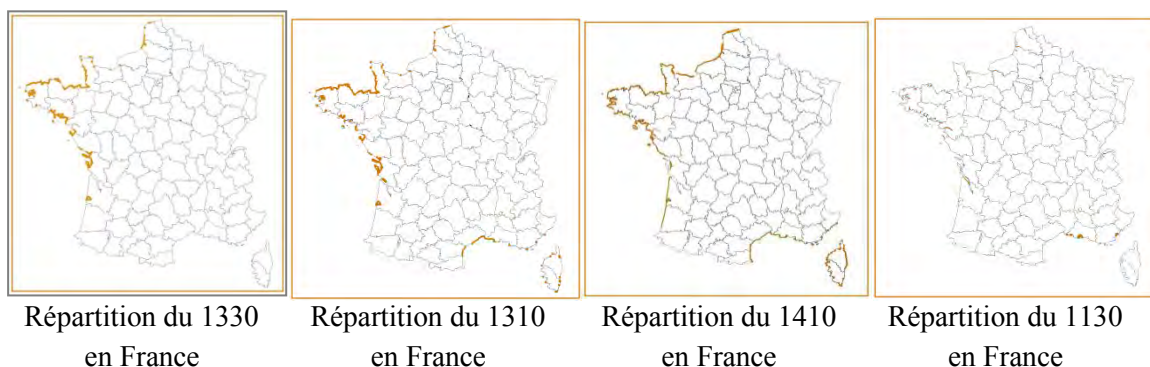 Répartition du 1330
en France
Répartition du 1310
en France
Répartition du 1410
en France
Répartition du 1130
en France